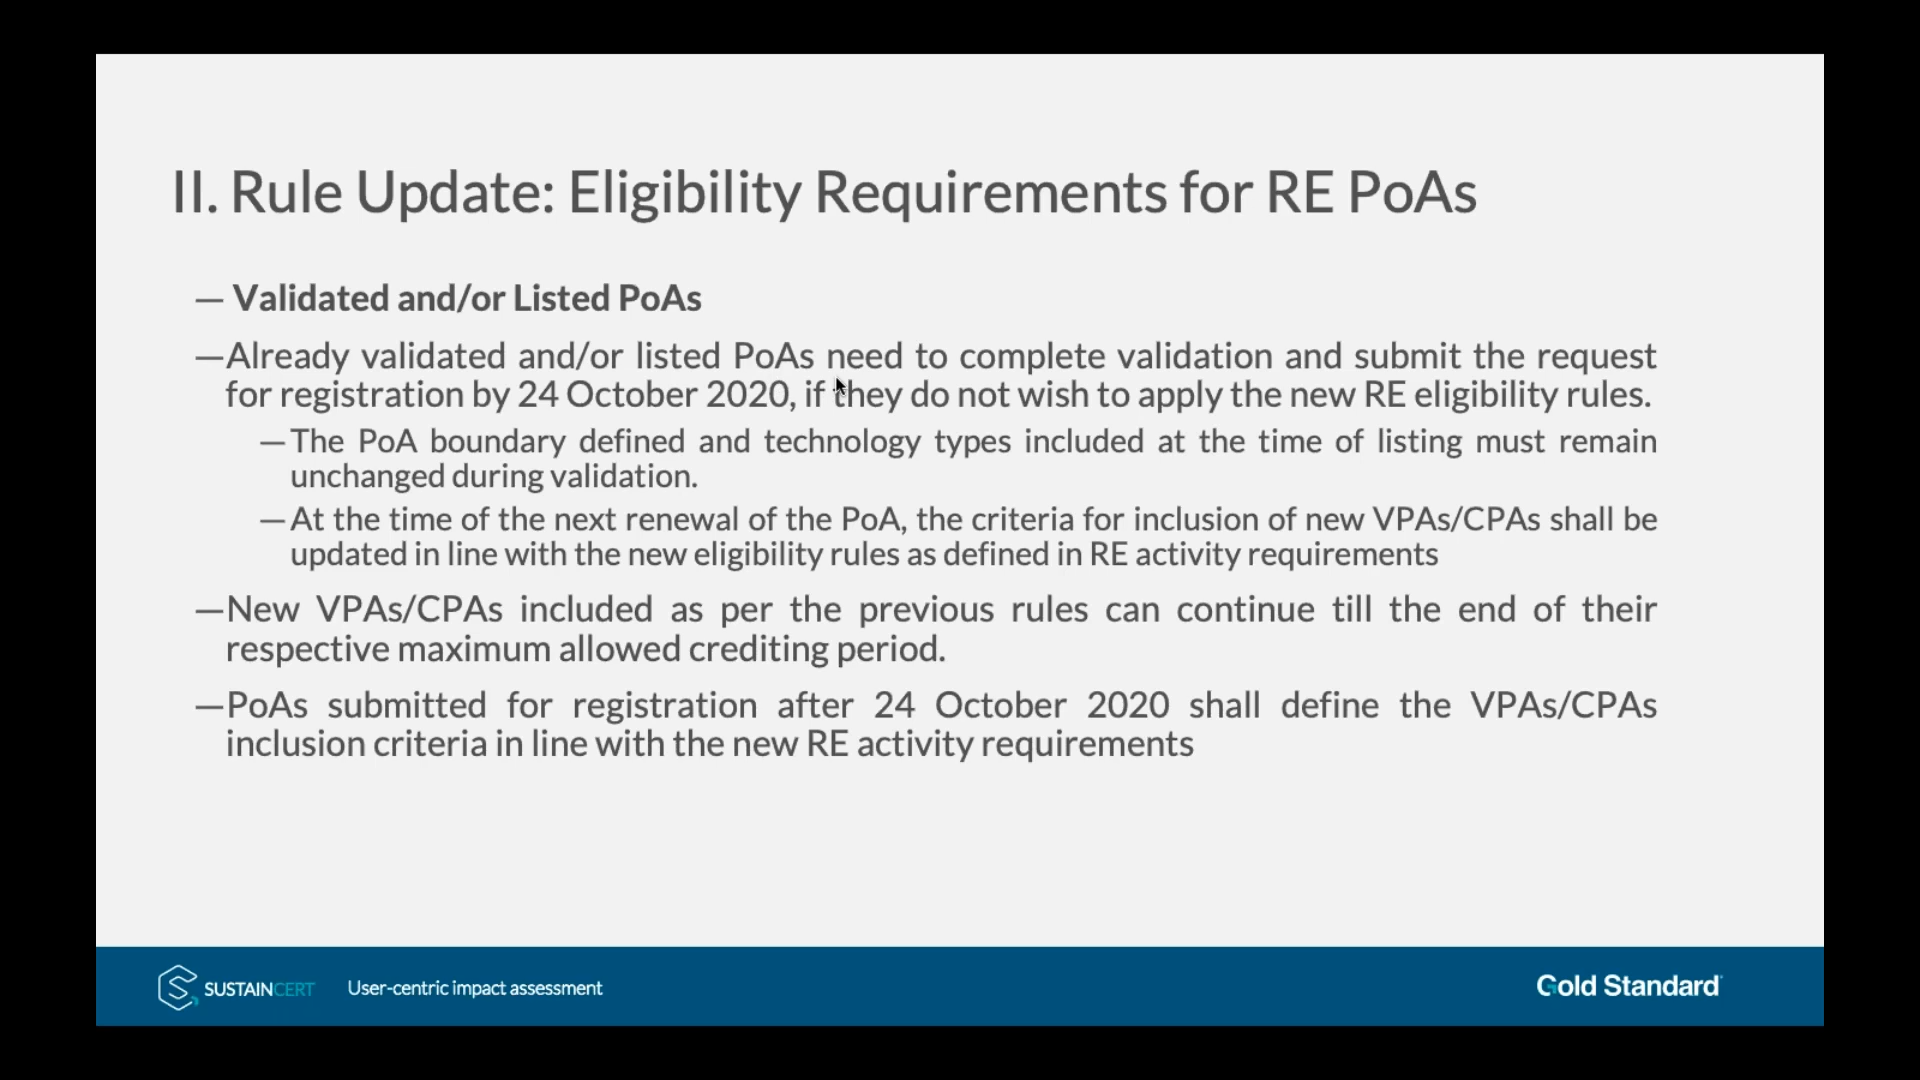 II. Rule Update: Eligibility Requirements for RE PoAs
— Validated and/or Listed PoAs
—Already validated and/or listed PoAs need to complete validation and submit the request
for registration by 24 October 2020, if they do not wish to apply the new RE eligibility rules.
—The PoA boundary defined and technology types included at the time of listing must remain
unchanged during validation.
—At the time of the next renewal of the PoA, the criteria for inclusion of new VPAs/CPAs shall be
updated in line with the new eligibility rules as defined in RE activity requirements
—New VPAs/CPAs included as per the previous rules can continue till the end of their
respective maximum allowed crediting period.
—PoAs submitted for registration after 24 October 2020 shall define the VPAs/CPAs
inclusion criteria in line with the new RE activity requirements
SUSTAINCERT User-centric impact assessment Gold Standard